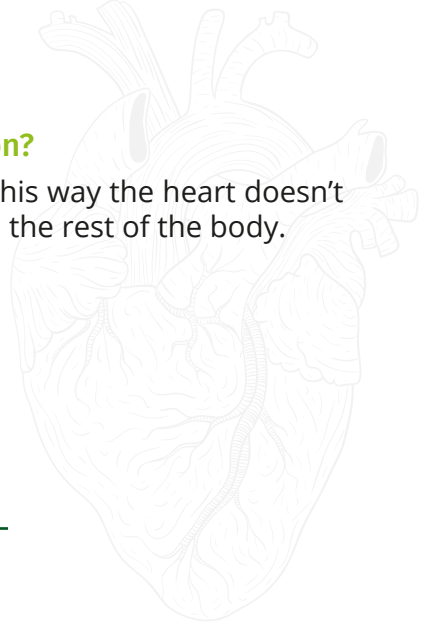 n?
his way the heart doesn’t
the rest of the body.